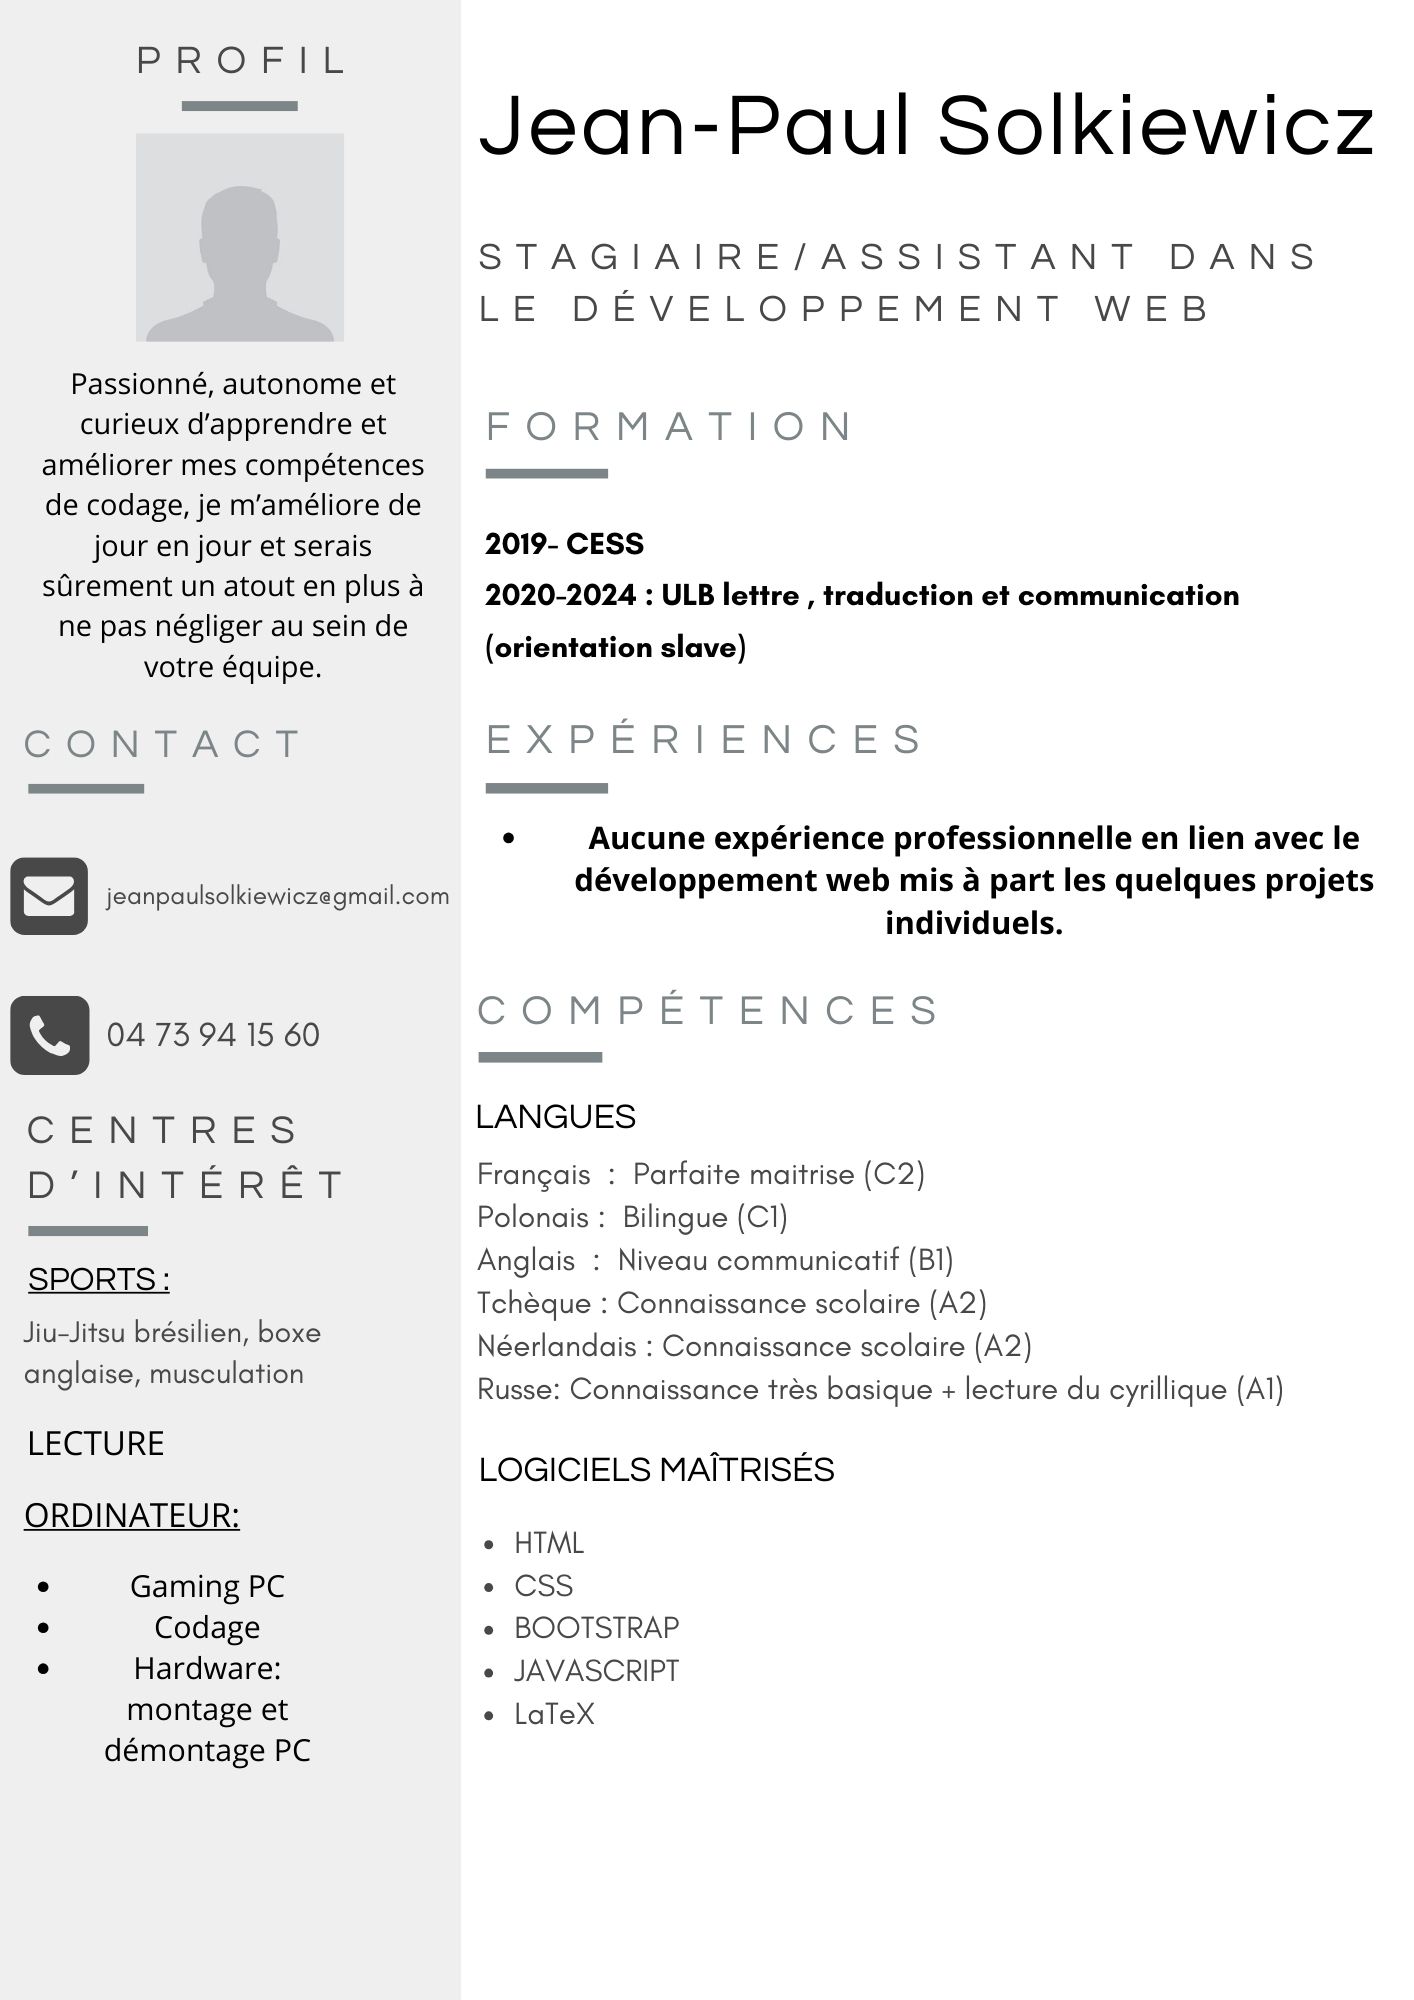 PROFIL
Passionné, autonome et
curieux d’apprendre et
améliorer mes compétences
de codage, je m’améliore de
jour en jour et serais
sûrement un atout en plus à
ne pas négliger au sein de
votre équipe.
CONTACT
jeanpaulsolkiewicz@gmail.com
04 73 94 15 60
CENTRES
D’INTÉRÊT
SPORTS :
Jiu-Jitsu brésilien, boxe
anglaise, musculation
LECTURE
ORDINATEUR:
• Gaming PC
• Codage
• Hardware:
montage et
démontage PC
Jean-Paul Solkiewicz
STAGIAIRE/ASSISTANT DANS
LE DÉVELOPPEMENT WEB
FORMATION
2019- CESS
2020-2024 : ULB lettre , traduction et communication
(orientation slave)
EXPÉRIENCES
• Aucune expérience professionnelle en lien avec le
développement web mis à part les quelques projets
individuels.
COMPÉTENCES
LANGUES
Français : Parfaite maitrise (C2)
Polonais : Bilingue (C1)
Anglais : Niveau communicatif (B1)
Tchèque : Connaissance scolaire (A2)
Néerlandais : Connaissance scolaire (A2)
Russe: Connaissance très basique + lecture du cyrillique (A1)
LOGICIELS MAÎTRISÉS
• HTML
• CSS
• BOOTSTRAP
• JAVASCRIPT
• LaTeX